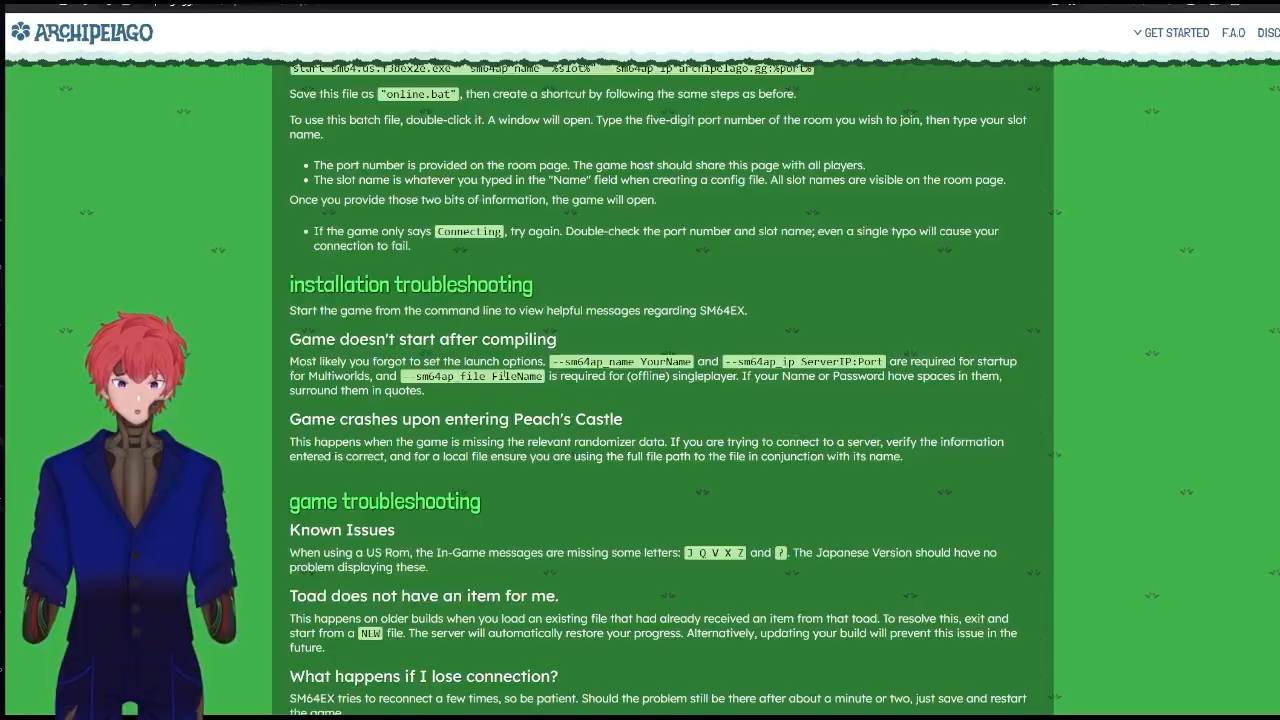 ARCHIPELAGO
GET STARTED F.A.Q DISC
start sm64.us.f3dex2e.exe --sm64ap_name "%slot%" --sm64ap_ip archipelago.gg:%port%
Save this file as "online.bat", then create a shortcut by following the same steps as before.
To use this batch file, double-click it. A window will open. Type the five-digit port number of the room you wish to join, then type your slot
name.
• The port number is provided on the room page. The game host should share this page with all players.
• The slot name is whatever you typed in the "Name" field when creating a config file. All slot names are visible on the room page.
Once you provide those two bits of information, the game will open.
• If the game only says Connecting, try again. Double-check the port number and slot name; even a single typo will cause your
connection to fail.
installation troubleshooting
Start the game from the command line to view helpful messages regarding SM64EX.
Game doesn't start after compiling
Most likely you forgot to set the launch options. --sm64ap_name YourName and --sm64ap_ip ServerIP:Port are required for startup
for Multiworlds, and --sm64ap_file FileName is required for (offline) singleplayer. If your Name or Password have spaces in them,
surround them in quotes.
Game crashes upon entering Peach's Castle
This happens when the game is missing the relevant randomizer data. If you are trying to connect to a server, verify the information
entered is correct, and for a local file ensure you are using the full file path to the file in conjunction with its name.
game troubleshooting
Known Issues
When using a US Rom, the In-Game messages are missing some letters: J Q V X Z and ?. The Japanese Version should have no
problem displaying these.
Toad does not have an item for me.
This happens on older builds when you load an existing file that had already received an item from that toad. To resolve this, exit and
start from a NEW file. The server will automatically restore your progress. Alternatively, updating your build will prevent this issue in the
future.
What happens if I lose connection?
SM64EX tries to reconnect a few times, so be patient. Should the problem still be there after about a minute or two, just save and restart
the game.